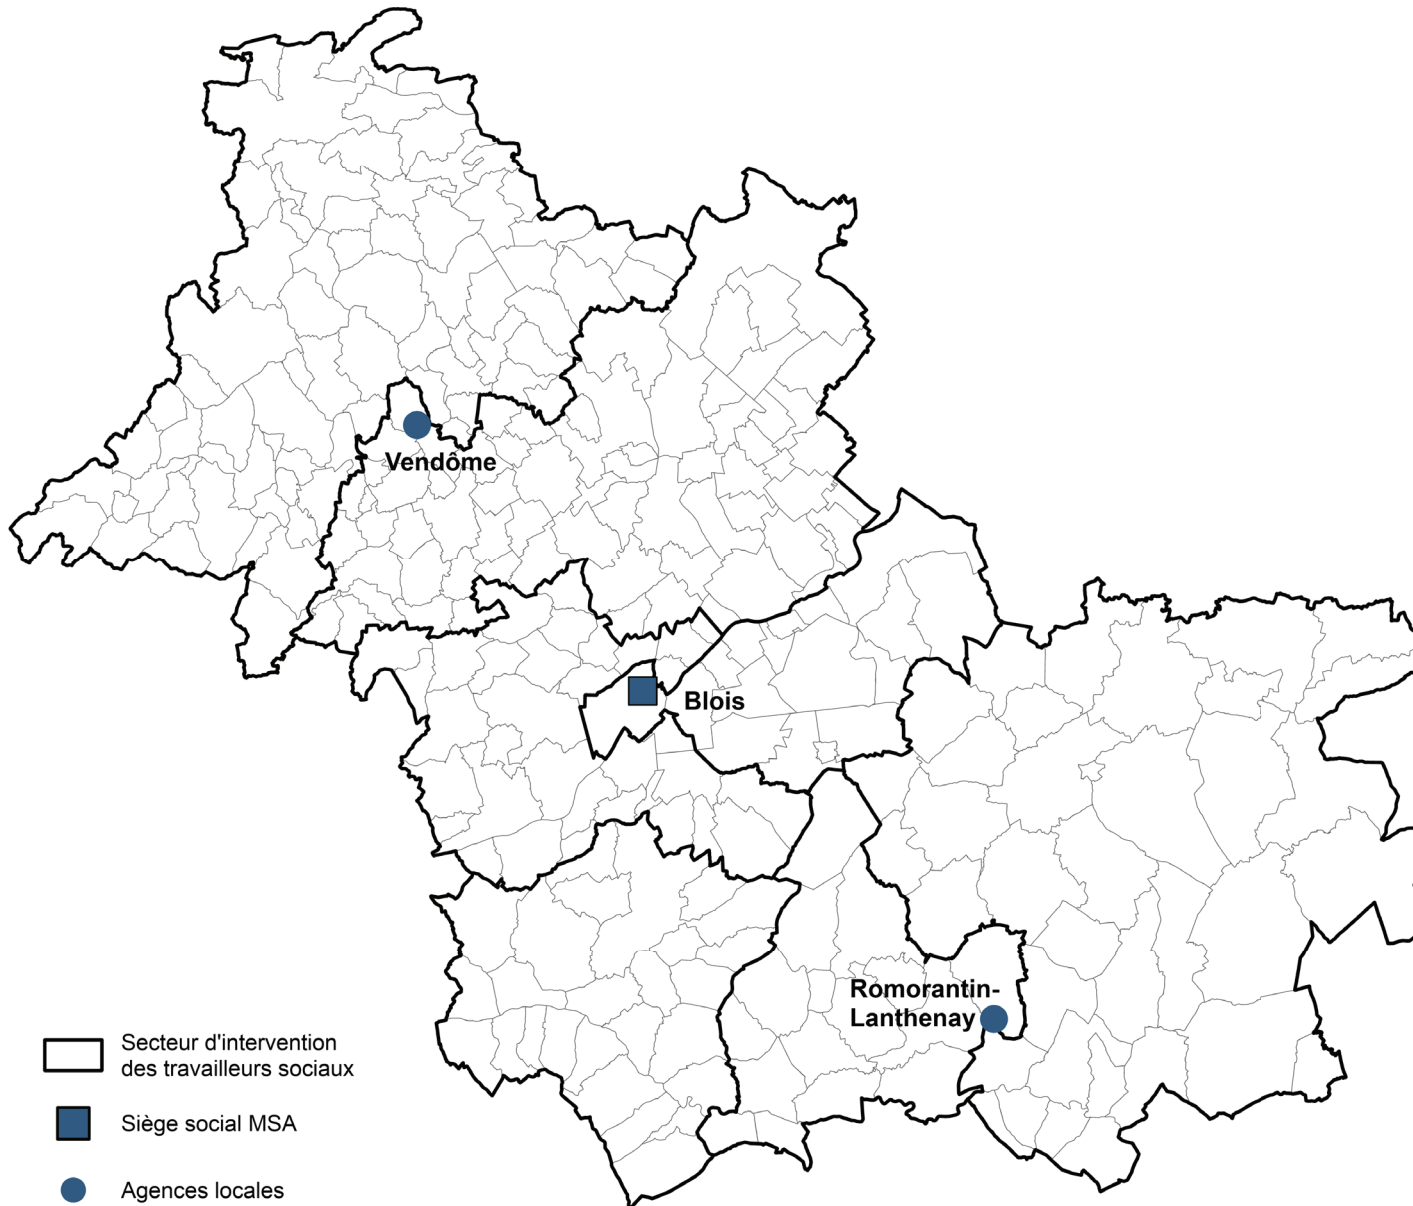 Vendôme
Blois
Romorantin-
Lanthenay
Secteur d'intervention
des travailleurs sociaux
Siège social MSA
Agences locales